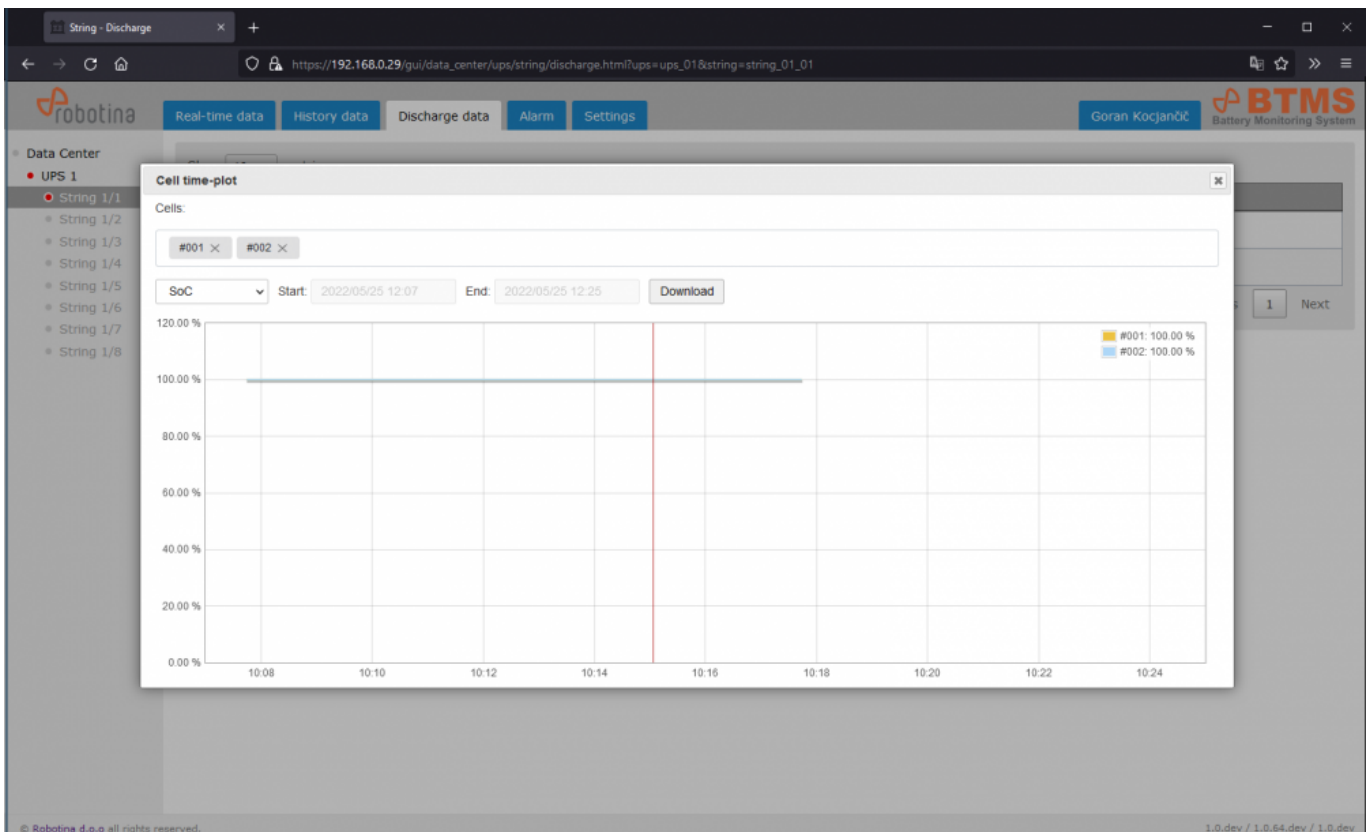 String - Discharge
https://192.168.0.29/gui/data_center/ups/string/discharge.html?ups=ups_01&string=string_01_01
robotina
Real-time data History data Discharge data Alarm Settings Goran Kocjančič
BTMS
Battery Monitoring System
Data Center
UPS 1
String 1/1
String 1/2
String 1/3
String 1/4
String 1/5
String 1/6
String 1/7
String 1/8
Cell time-plot
Cells:
#001 #002
SoC Start: 2022/05/25 12:07 End: 2022/05/25 12:25 Download
1 Next
120.00 %
100.00 %
80.00 %
60.00 %
40.00 %
20.00 %
0.00 %
#001: 100.00 %
#002: 100.00 %
10:08 10:10 10:12 10:14 10:16 10:18 10:20 10:22 10:24
© Robotina d.o.o all rights reserved. 1.0.dev / 1.0.64.dev / 1.0.dev